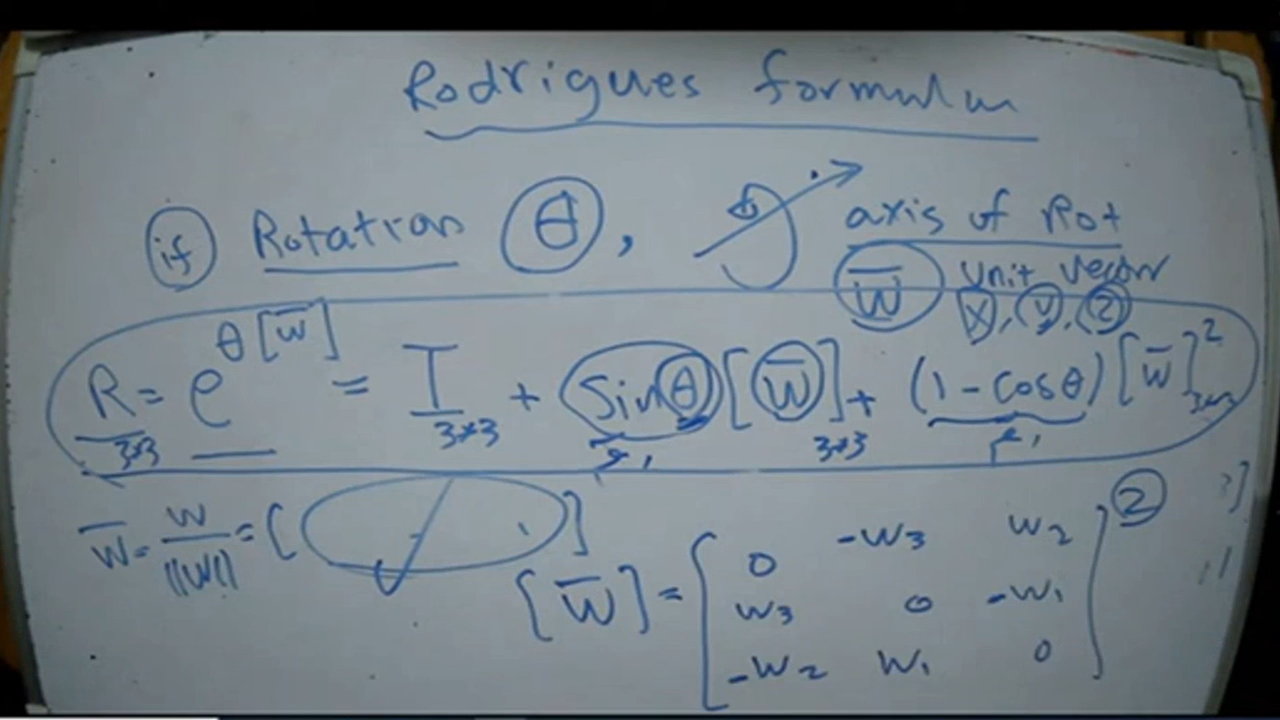 Rodrigues formula
if Rotation θ, axis of Rot
w̅ unit vector
x, y, z
R = e^θ[w̅] = I + sinθ [w̅] + (1 - cosθ) [w̅]²
3*3 3*3 3*3 3*3
w̅ = w/||w|| = [ ]
[w̅] = [ 0 -w₃ w₂ ]²
w₃ 0 -w₁
-w₂ w₁ 0